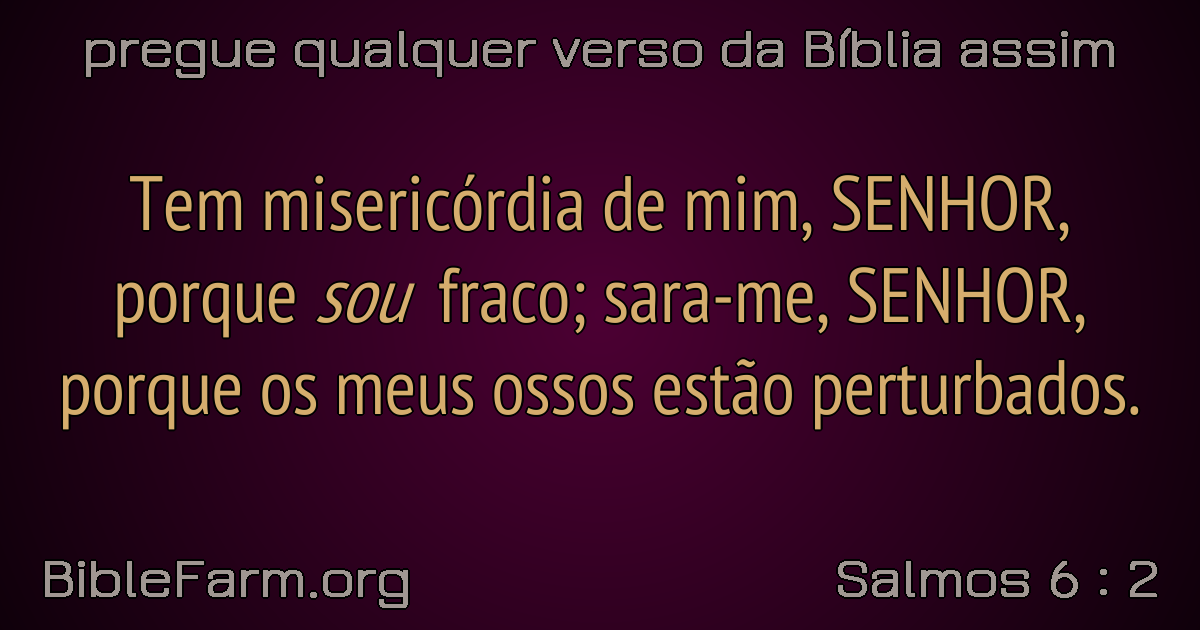 pregue qualquer verso da Bíblia assim
Tem misericórdia de mim, SENHOR,
porque sou fraco; sara-me, SENHOR,
porque os meus ossos estão perturbados.
BibleFarm.org
Salmos 6 : 2